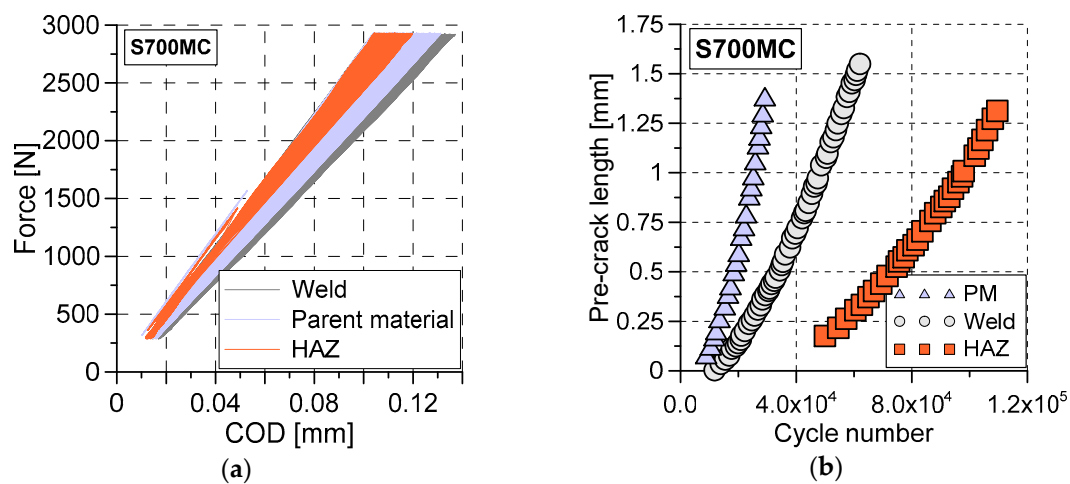 S700MC
Force [N]
3000
2500
2000
1500
1000
500
0
Weld
Parent material
HAZ
0 0.04 0.08 0.12
COD [mm]
(a)
S700MC
Pre-crack length [mm]
1.75
1.5
1.25
1
0.75
0.5
0.25
0
PM
Weld
HAZ
0.0 4.0x10⁴ 8.0x10⁴ 1.2x10⁵
Cycle number
(b)